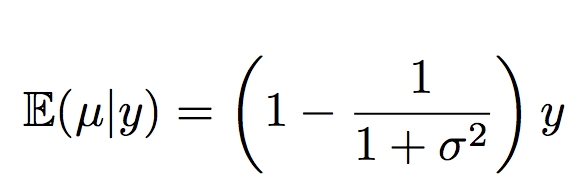 𝔼(μ|y) = (1 − 1/(1 + σ²)) y